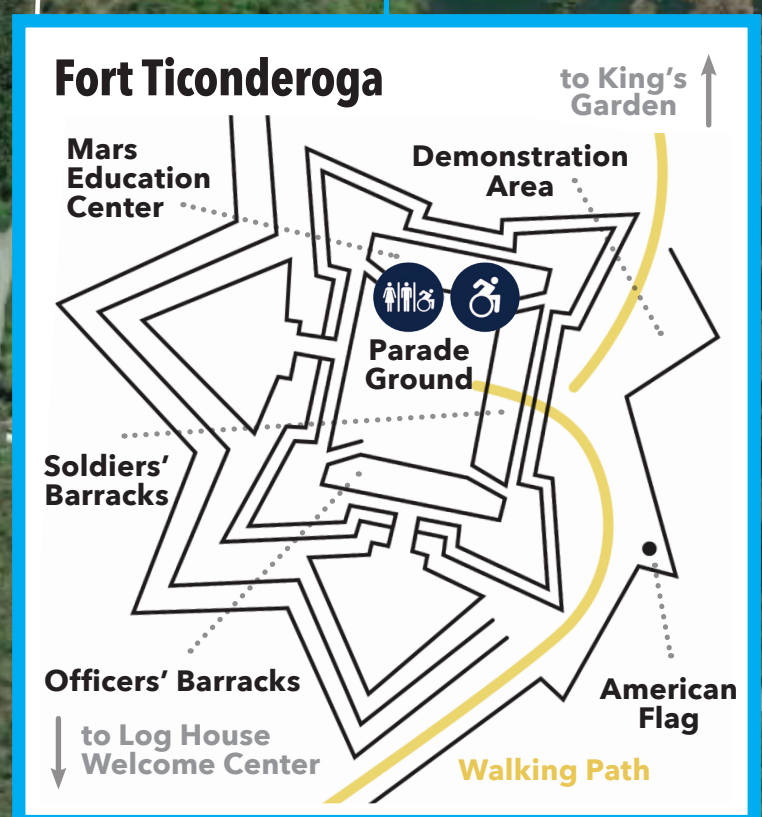 Fort Ticonderoga
to King's
Garden
Mars
Education
Center
Demonstration
Area
Parade
Ground
Soldiers'
Barracks
Officers' Barracks
American
Flag
to Log House
Welcome Center
Walking Path